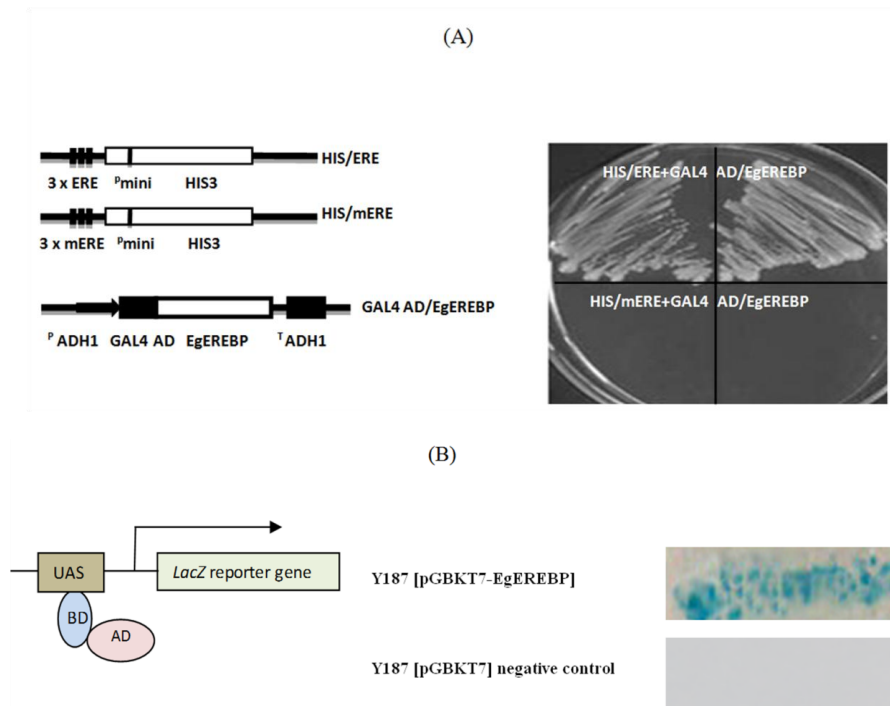 (A)
HIS/ERE
3 x ERE Pmini HIS3
HIS/mERE
3 x mERE Pmini HIS3
GAL4 AD/EgEREBP
P ADH1 GAL4 AD EgEREBP T ADH1
HIS/ERE+GAL4 AD/EgEREBP
HIS/mERE+GAL4 AD/EgEREBP
(B)
UAS
LacZ reporter gene
BD
AD
Y187 [pGBKT7-EgEREBP]
Y187 [pGBKT7] negative control